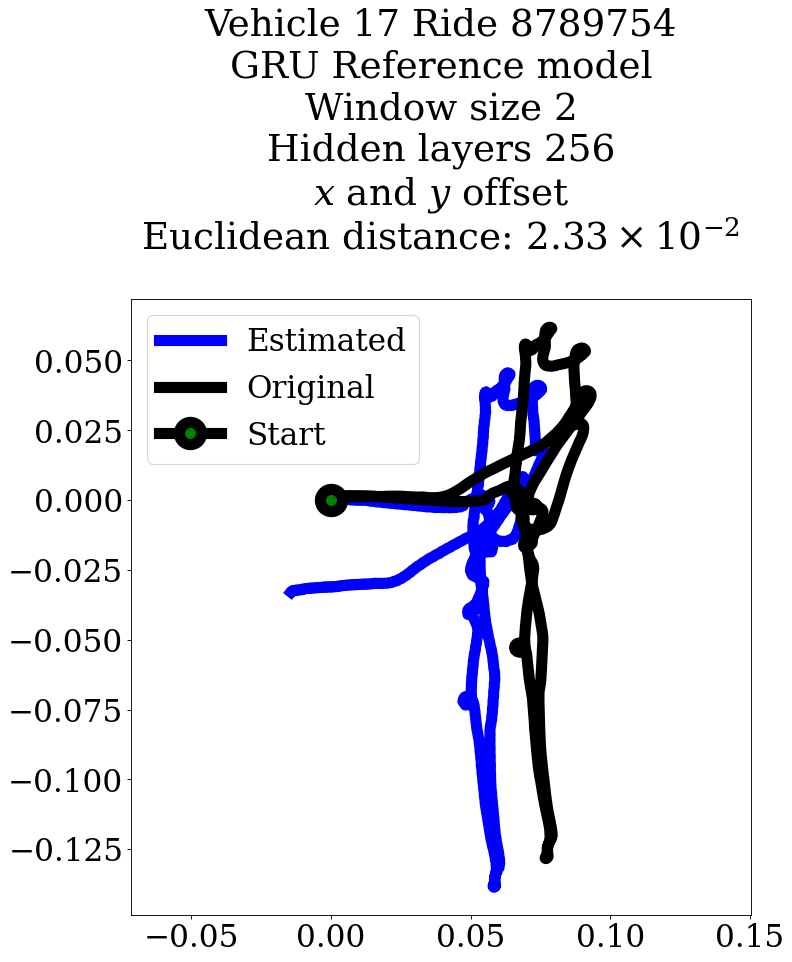 Vehicle 17 Ride 8789754
GRU Reference model
Window size 2
Hidden layers 256
x and y offset
Euclidean distance: 2.33 × 10⁻²
Estimated
Original
Start
0.050
0.025
0.000
−0.025
−0.050
−0.075
−0.100
−0.125
−0.05 0.00 0.05 0.10 0.15